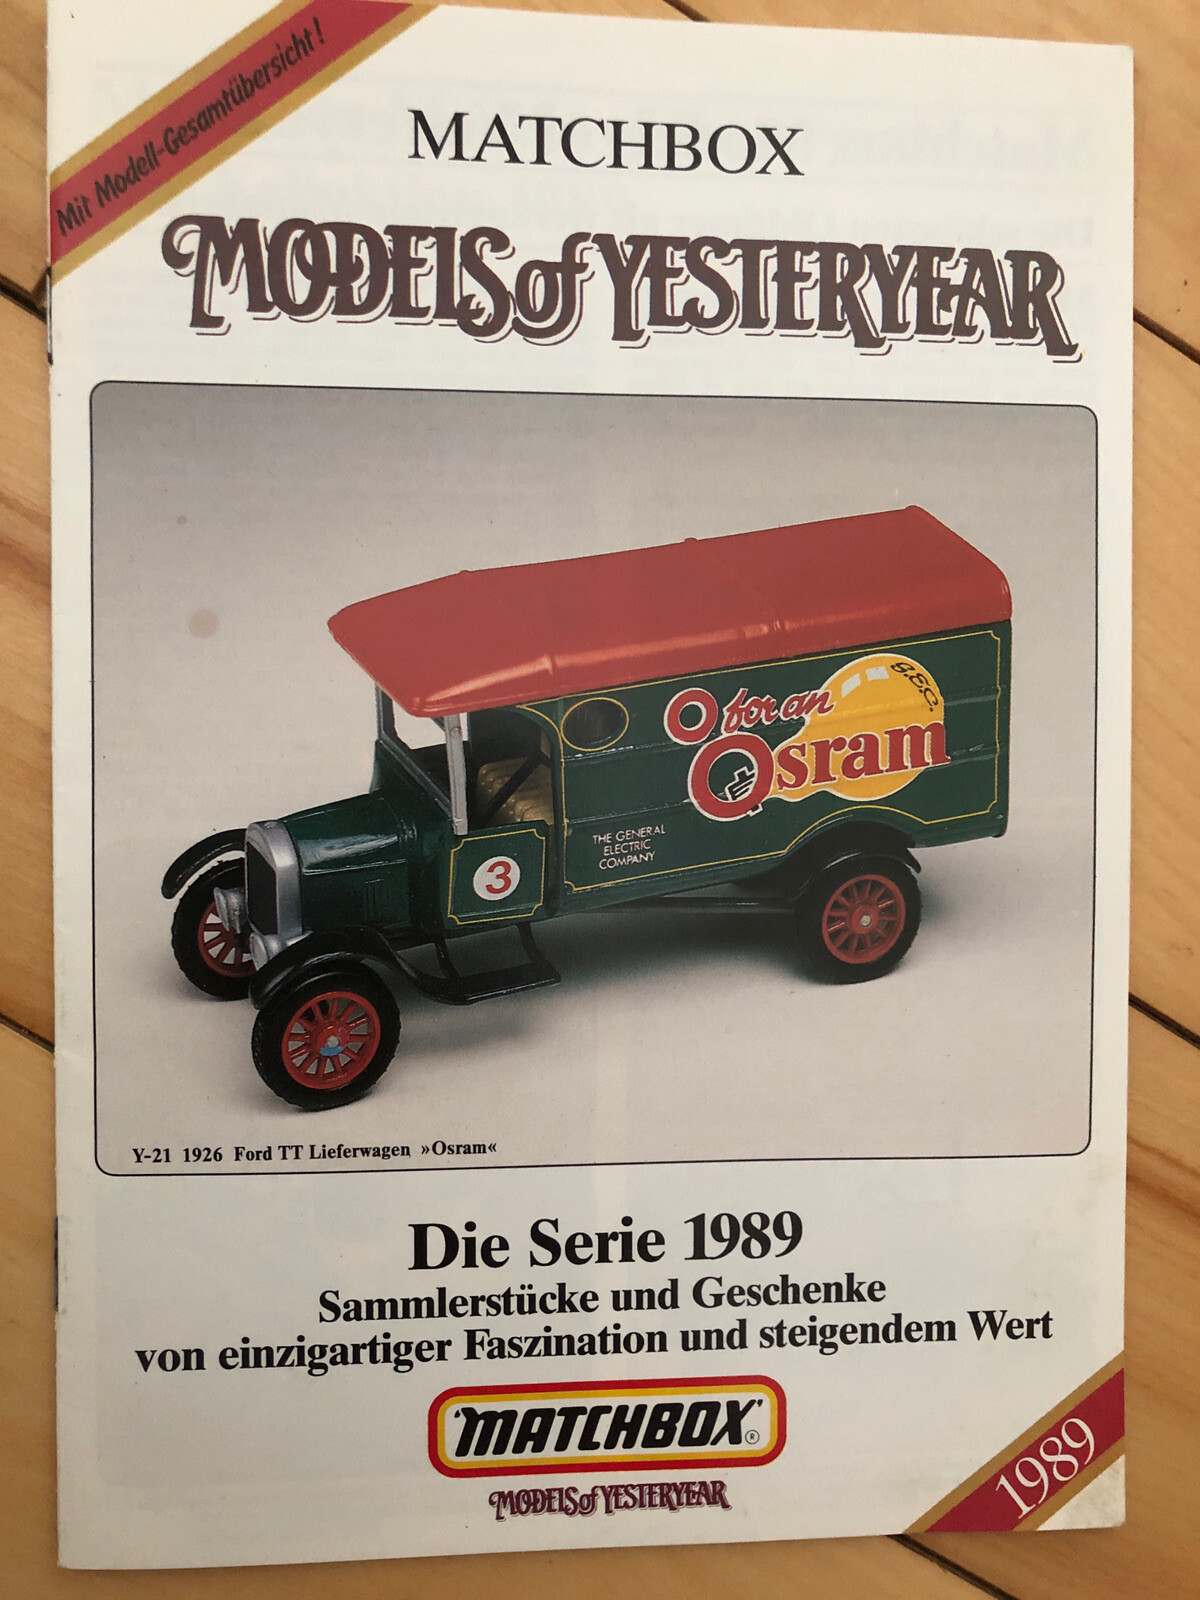 Mit Modell-Gesamtübersicht!
MATCHBOX
MODELS of YESTERYEAR
O for an
g.E.C.
Osram
THE GENERAL
ELECTRIC
COMPANY
3
Y-21 1926 Ford TT Lieferwagen »Osram«
Die Serie 1989
Sammlerstücke und Geschenke
von einzigartiger Faszination und steigendem Wert
'MATCHBOX'®
MODELS of YESTERYEAR
1989